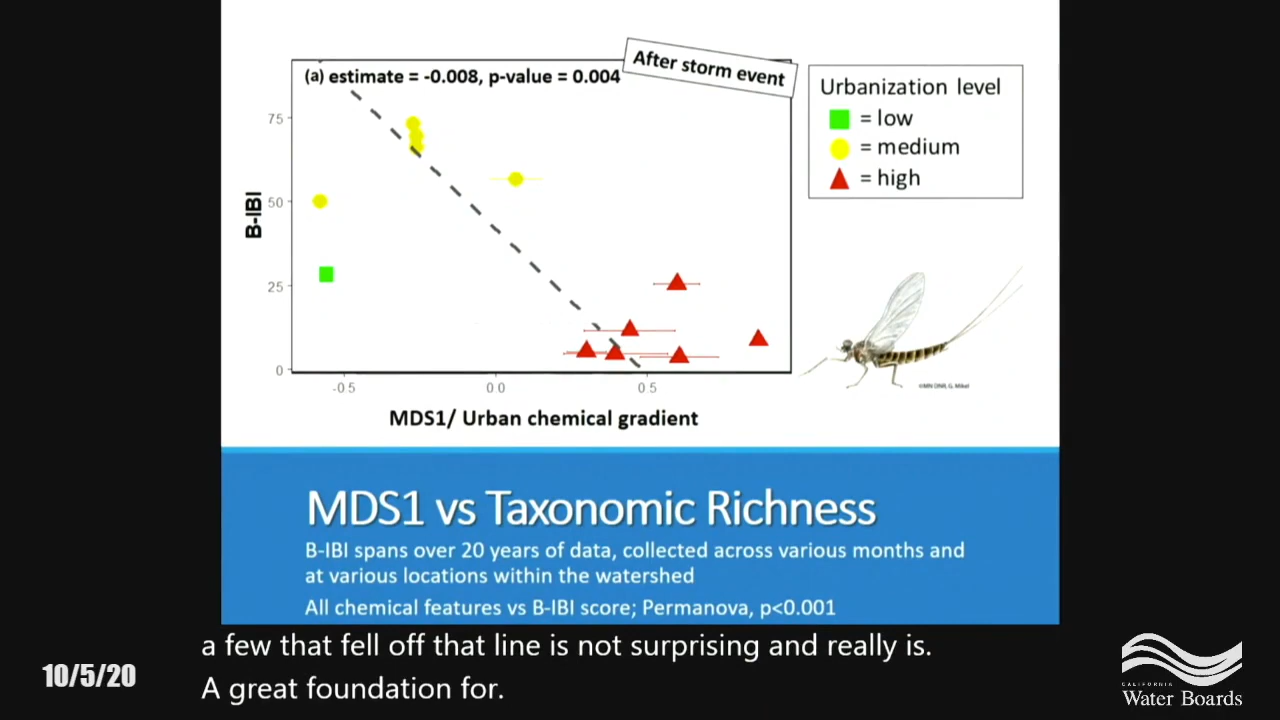 (a) estimate = -0.008, p-value = 0.004
After storm event
Urbanization level
= low
= medium
= high
75
50
25
0
B-IBI
-0 5
0 0
0 5
MDS1/ Urban chemical gradient
©MN DNR, G. Mikel
MDS1 vs Taxonomic Richness
B-IBI spans over 20 years of data, collected across various months and
at various locations within the watershed
All chemical features vs B-IBI score; Permanova, p<0.001
a few that fell off that line is not surprising and really is.
A great foundation for.
10/5/20
CALIFORNIA
Water Boards